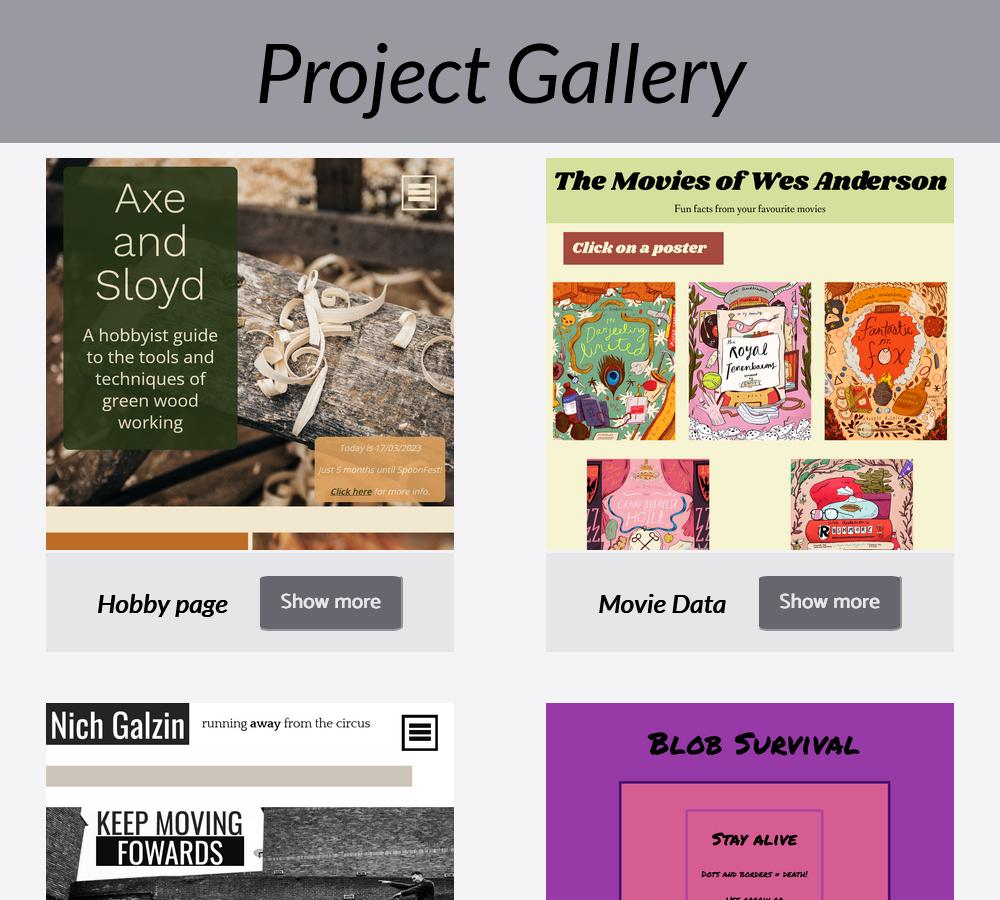 Project Gallery
Axe
and
Sloyd
A hobbyist guide
to the tools and
techniques of
green wood
working
Today is 17/03/2023
Just 5 months until SpoonFest!
Click here for more info.
Hobby page
Show more
The Movies of Wes Anderson
Fun facts from your favourite movies
Click on a poster
the
Darjeeling
limited
the
ROYAL
Tenenbaums
wes anderson's
fantastic
mr.
fox
GRAND BUDAPEST
HOTEL
wes anderson's
RUSHMORE
Movie Data
Show more
Nich Galzin
running away from the circus
KEEP MOVING
FOWARDS
Blob Survival
Stay alive
Dots and borders = death!